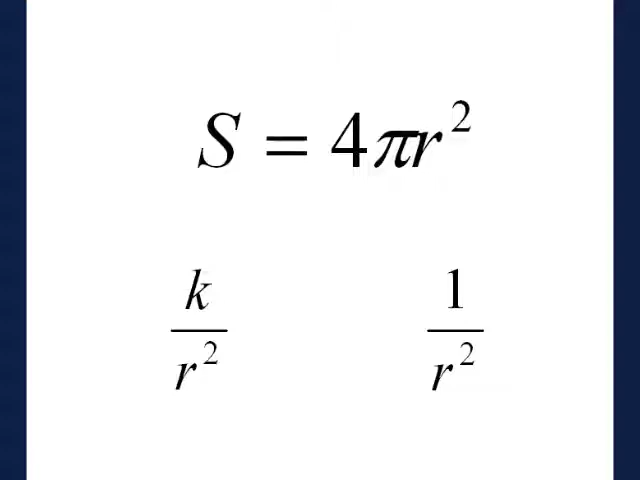 S = 4πr²
k/r² 1/r²